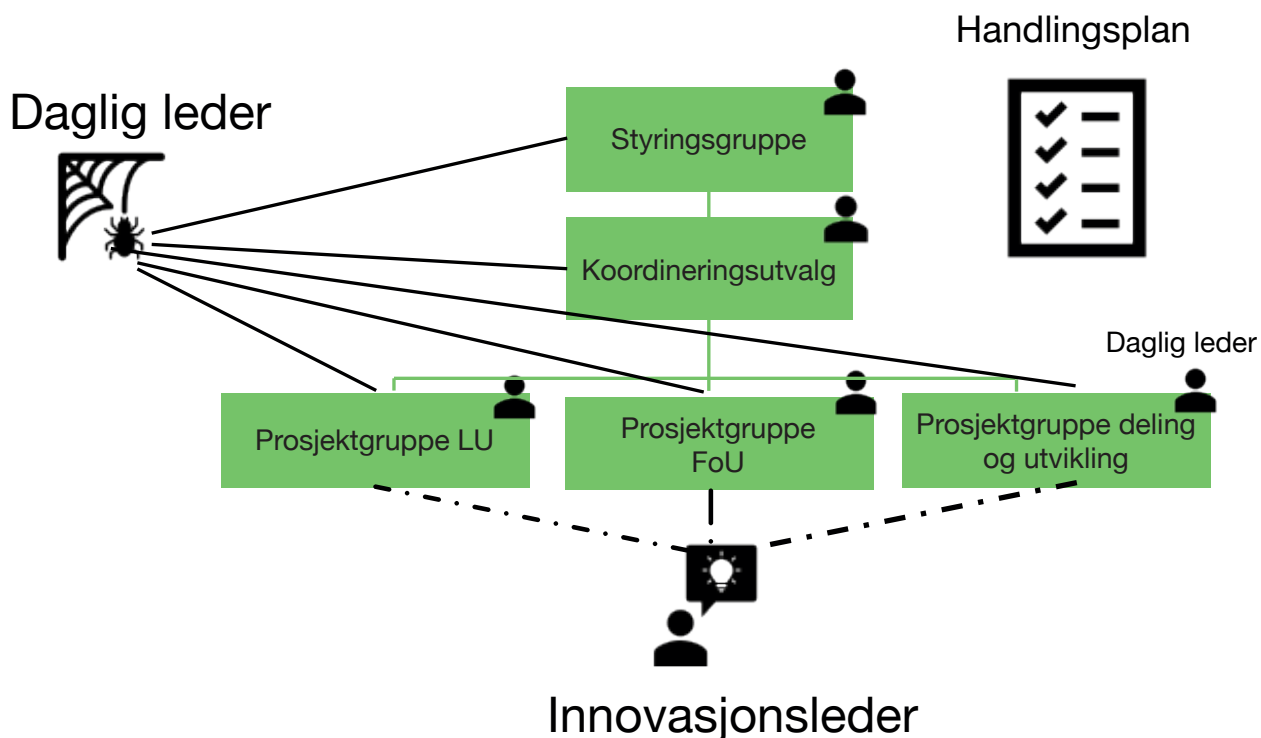 Handlingsplan
Daglig leder
Styringsgruppe
Koordineringsutvalg
Daglig leder
Prosjektgruppe LU
Prosjektgruppe
FoU
Prosjektgruppe deling
og utvikling
Innovasjonsleder